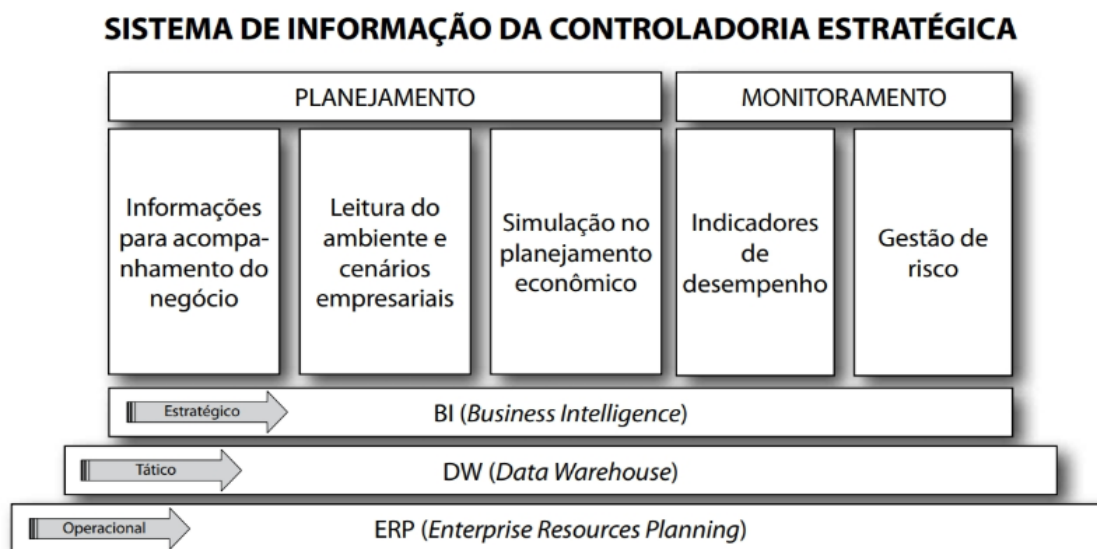 SISTEMA DE INFORMAÇÃO DA CONTROLADORIA ESTRATÉGICA
PLANEJAMENTO
MONITORAMENTO
Informações
para acompa-
nhamento do
negócio
Leitura do
ambiente e
cenários
empresariais
Simulação no
planejamento
econômico
Indicadores
de
desempenho
Gestão de
risco
Estratégico
BI (Business Intelligence)
Tático
DW (Data Warehouse)
Operacional
ERP (Enterprise Resources Planning)